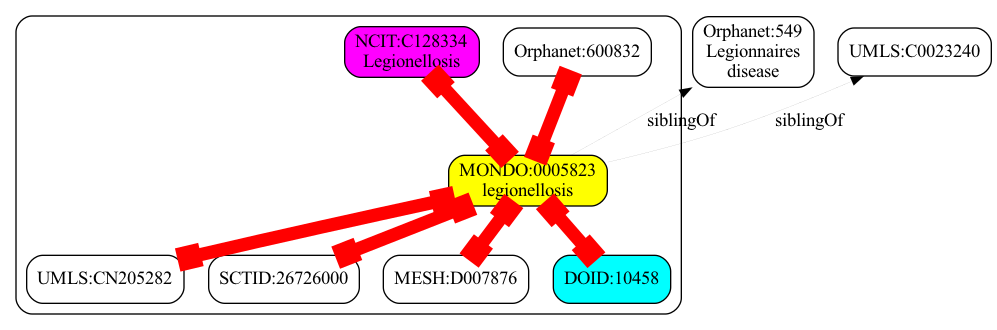 NCIT:C128334
Legionellosis
Orphanet:600832
Orphanet:549
Legionnaires
disease
UMLS:C0023240
siblingOf
siblingOf
MONDO:0005823
legionellosis
UMLS:CN205282
SCTID:26726000
MESH:D007876
DOID:10458